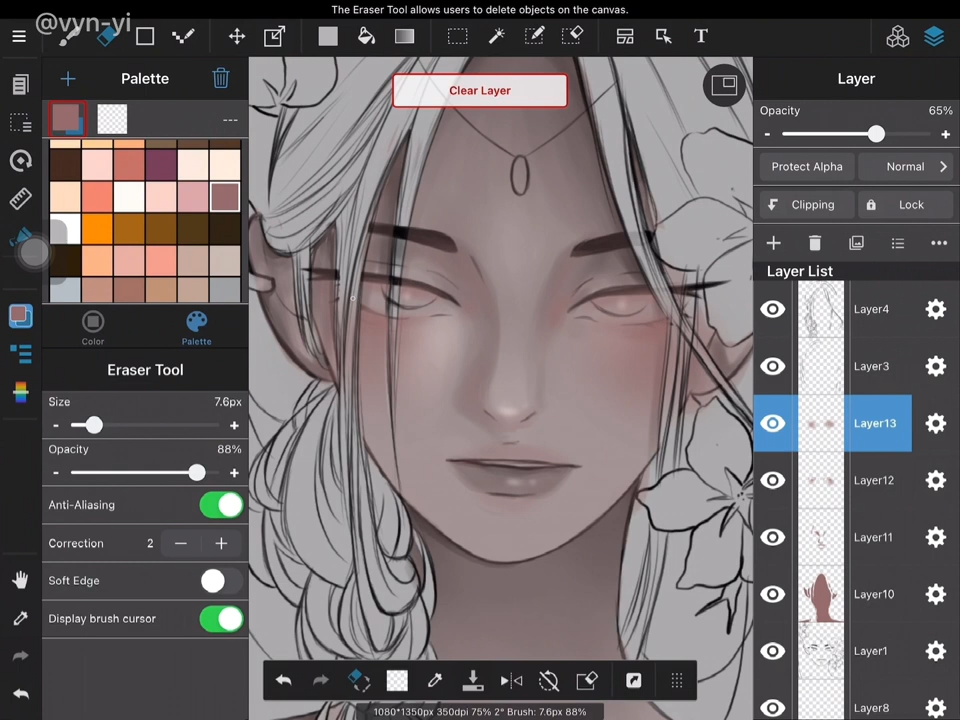 The Eraser Tool allows users to delete objects on the canvas.
@vyn-yi
T
Palette
---
Color
Palette
Eraser Tool
Size 7.6px
- +
Opacity 88%
- +
Anti-Aliasing
Correction 2 - +
Soft Edge
Display brush cursor
Clear Layer
1080*1350px 350dpi 75% 2° Brush: 7.6px 88%
Layer
Opacity 65%
- +
Protect Alpha
Normal
Clipping
Lock
Layer List
Layer4
Layer3
Layer13
Layer12
Layer11
Layer10
Layer1
Layer8